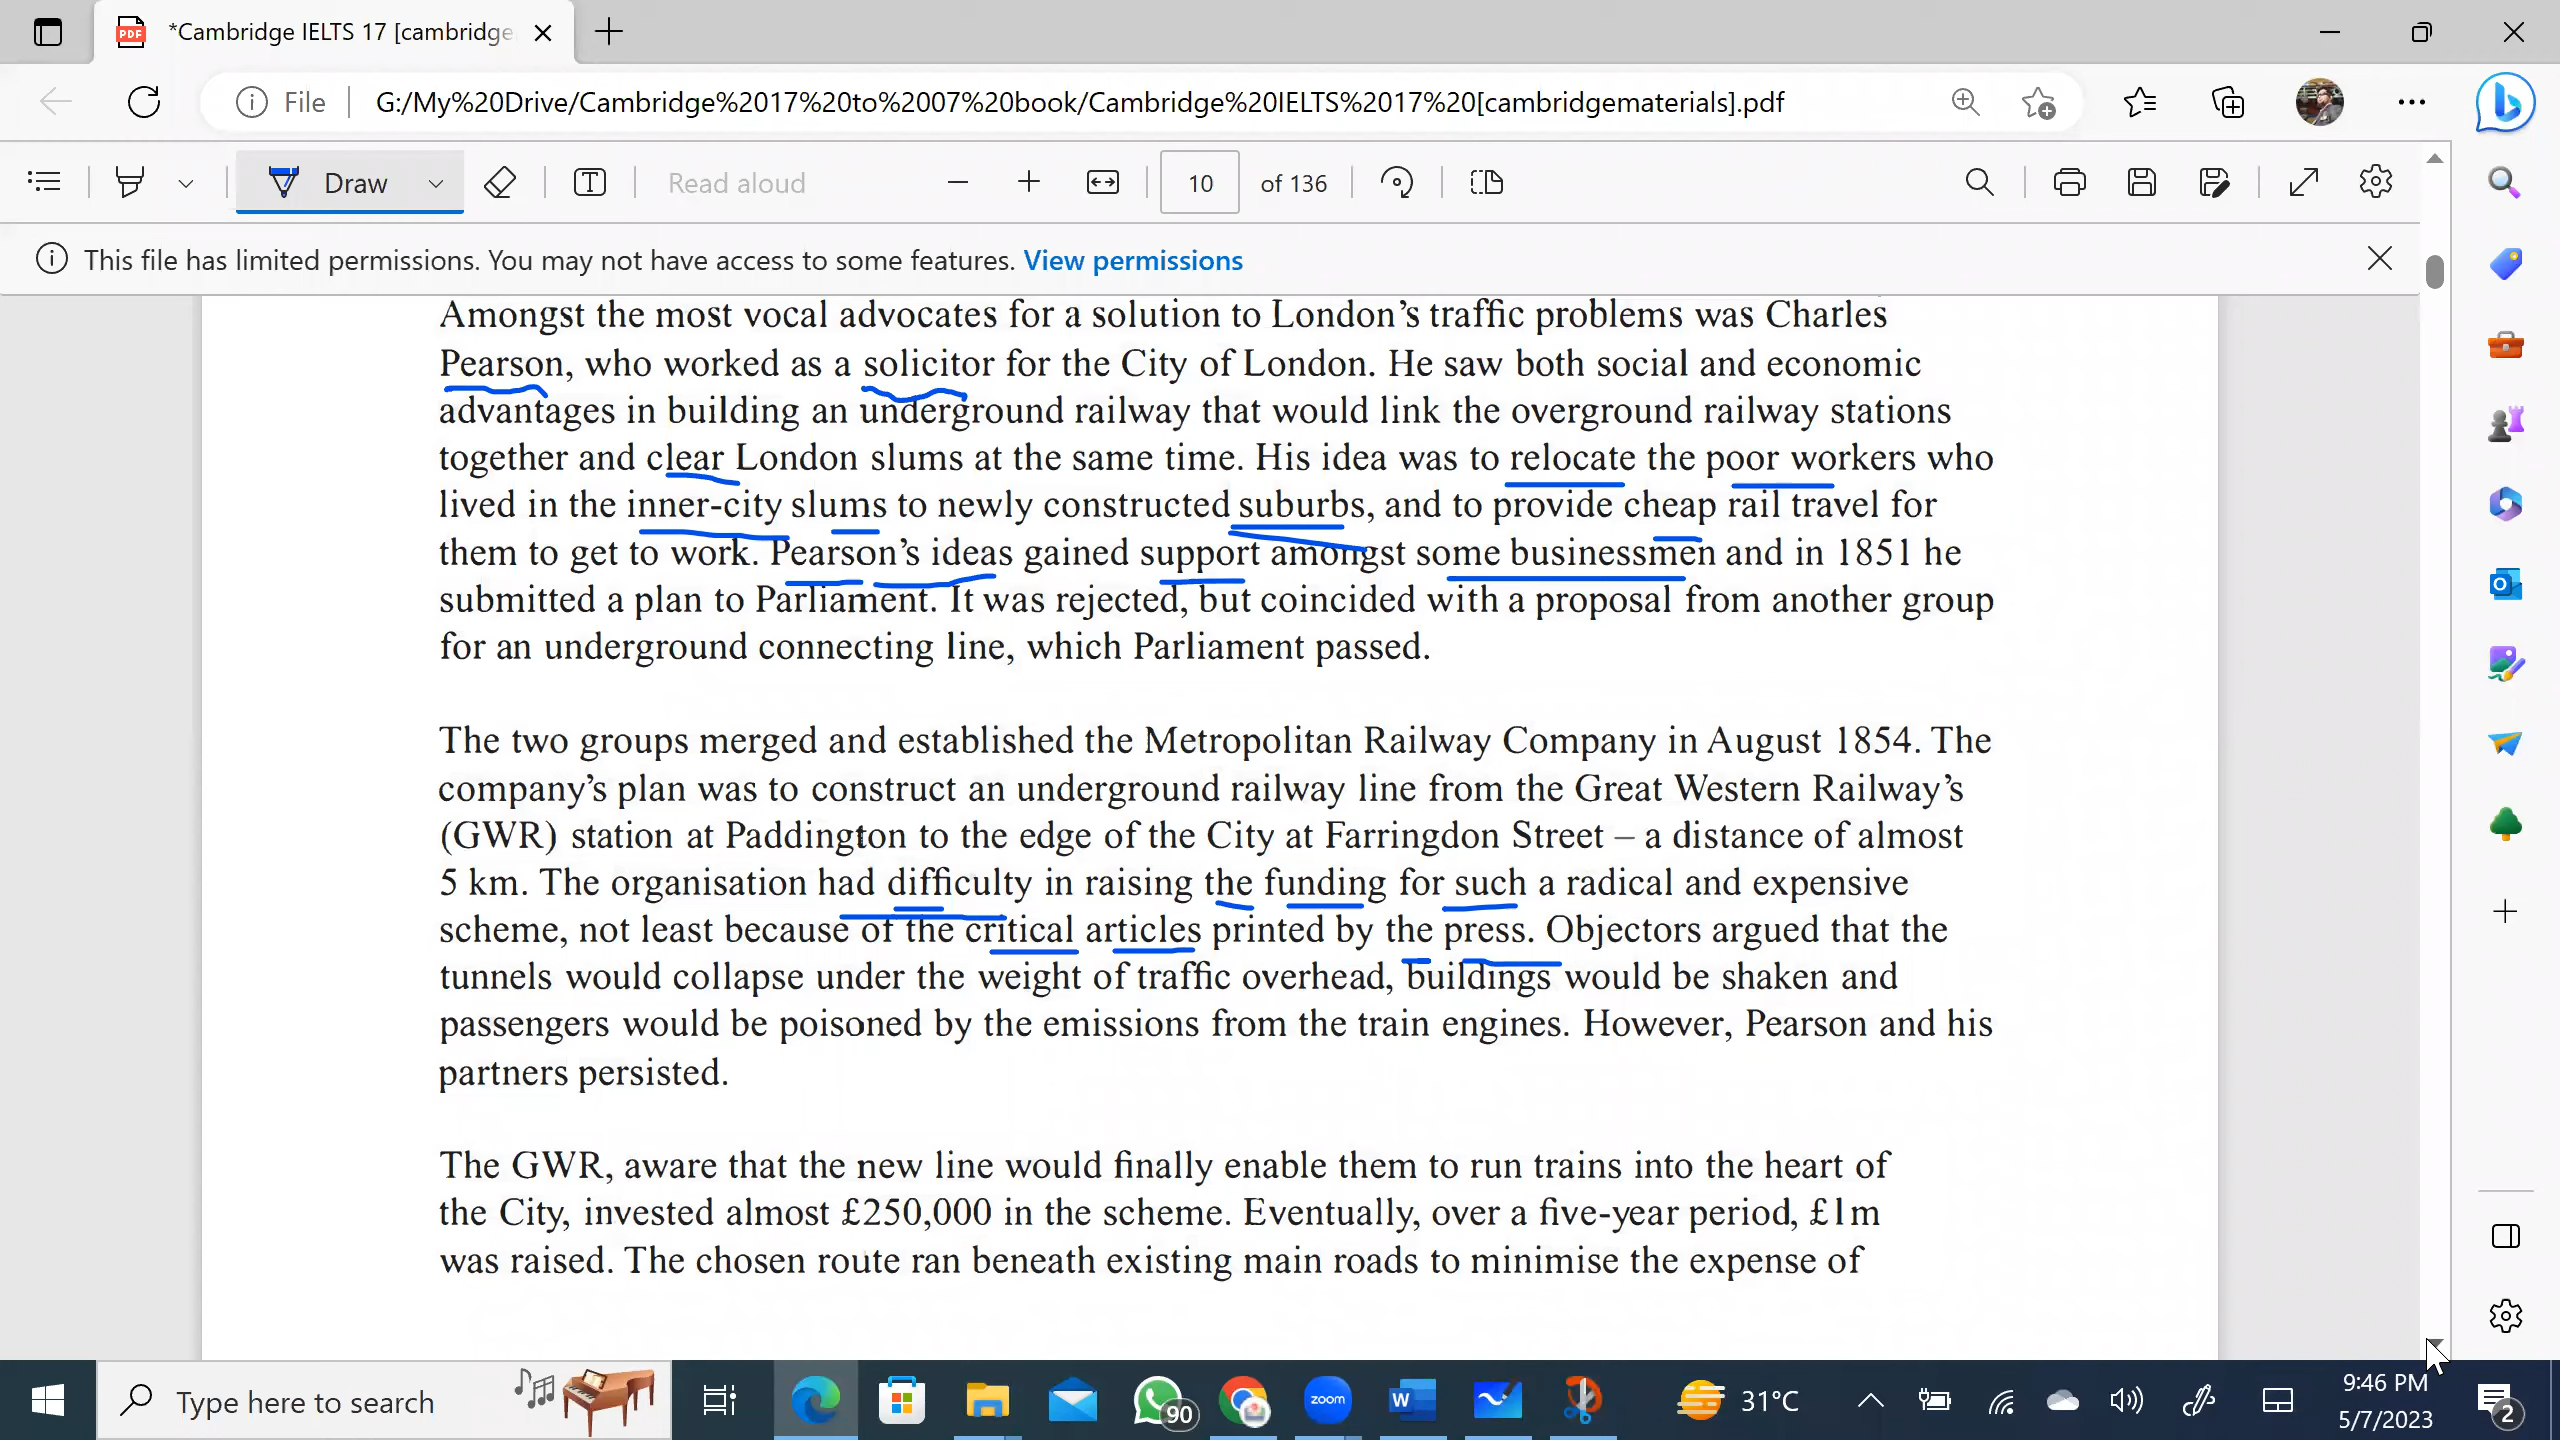 *Cambridge IELTS 17 [cambridge
File
G:/My%20Drive/Cambridge%2017%20to%2007%20book/Cambridge%20IELTS%2017%20[cambridgematerials].pdf
Draw
Read aloud
10 of 136
This file has limited permissions. You may not have access to some features. View permissions
Amongst the most vocal advocates for a solution to London's traffic problems was Charles
Pearson, who worked as a solicitor for the City of London. He saw both social and economic
advantages in building an underground railway that would link the overground railway stations
together and clear London slums at the same time. His idea was to relocate the poor workers who
lived in the inner-city slums to newly constructed suburbs, and to provide cheap rail travel for
them to get to work. Pearson's ideas gained support amongst some businessmen and in 1851 he
submitted a plan to Parliament. It was rejected, but coincided with a proposal from another group
for an underground connecting line, which Parliament passed.
The two groups merged and established the Metropolitan Railway Company in August 1854. The
company's plan was to construct an underground railway line from the Great Western Railway's
(GWR) station at Paddington to the edge of the City at Farringdon Street – a distance of almost
5 km. The organisation had difficulty in raising the funding for such a radical and expensive
scheme, not least because of the critical articles printed by the press. Objectors argued that the
tunnels would collapse under the weight of traffic overhead, buildings would be shaken and
passengers would be poisoned by the emissions from the train engines. However, Pearson and his
partners persisted.
The GWR, aware that the new line would finally enable them to run trains into the heart of
the City, invested almost £250,000 in the scheme. Eventually, over a five-year period, £1m
was raised. The chosen route ran beneath existing main roads to minimise the expense of
Type here to search
90
zoom
31°C
9:46 PM
5/7/2023
2